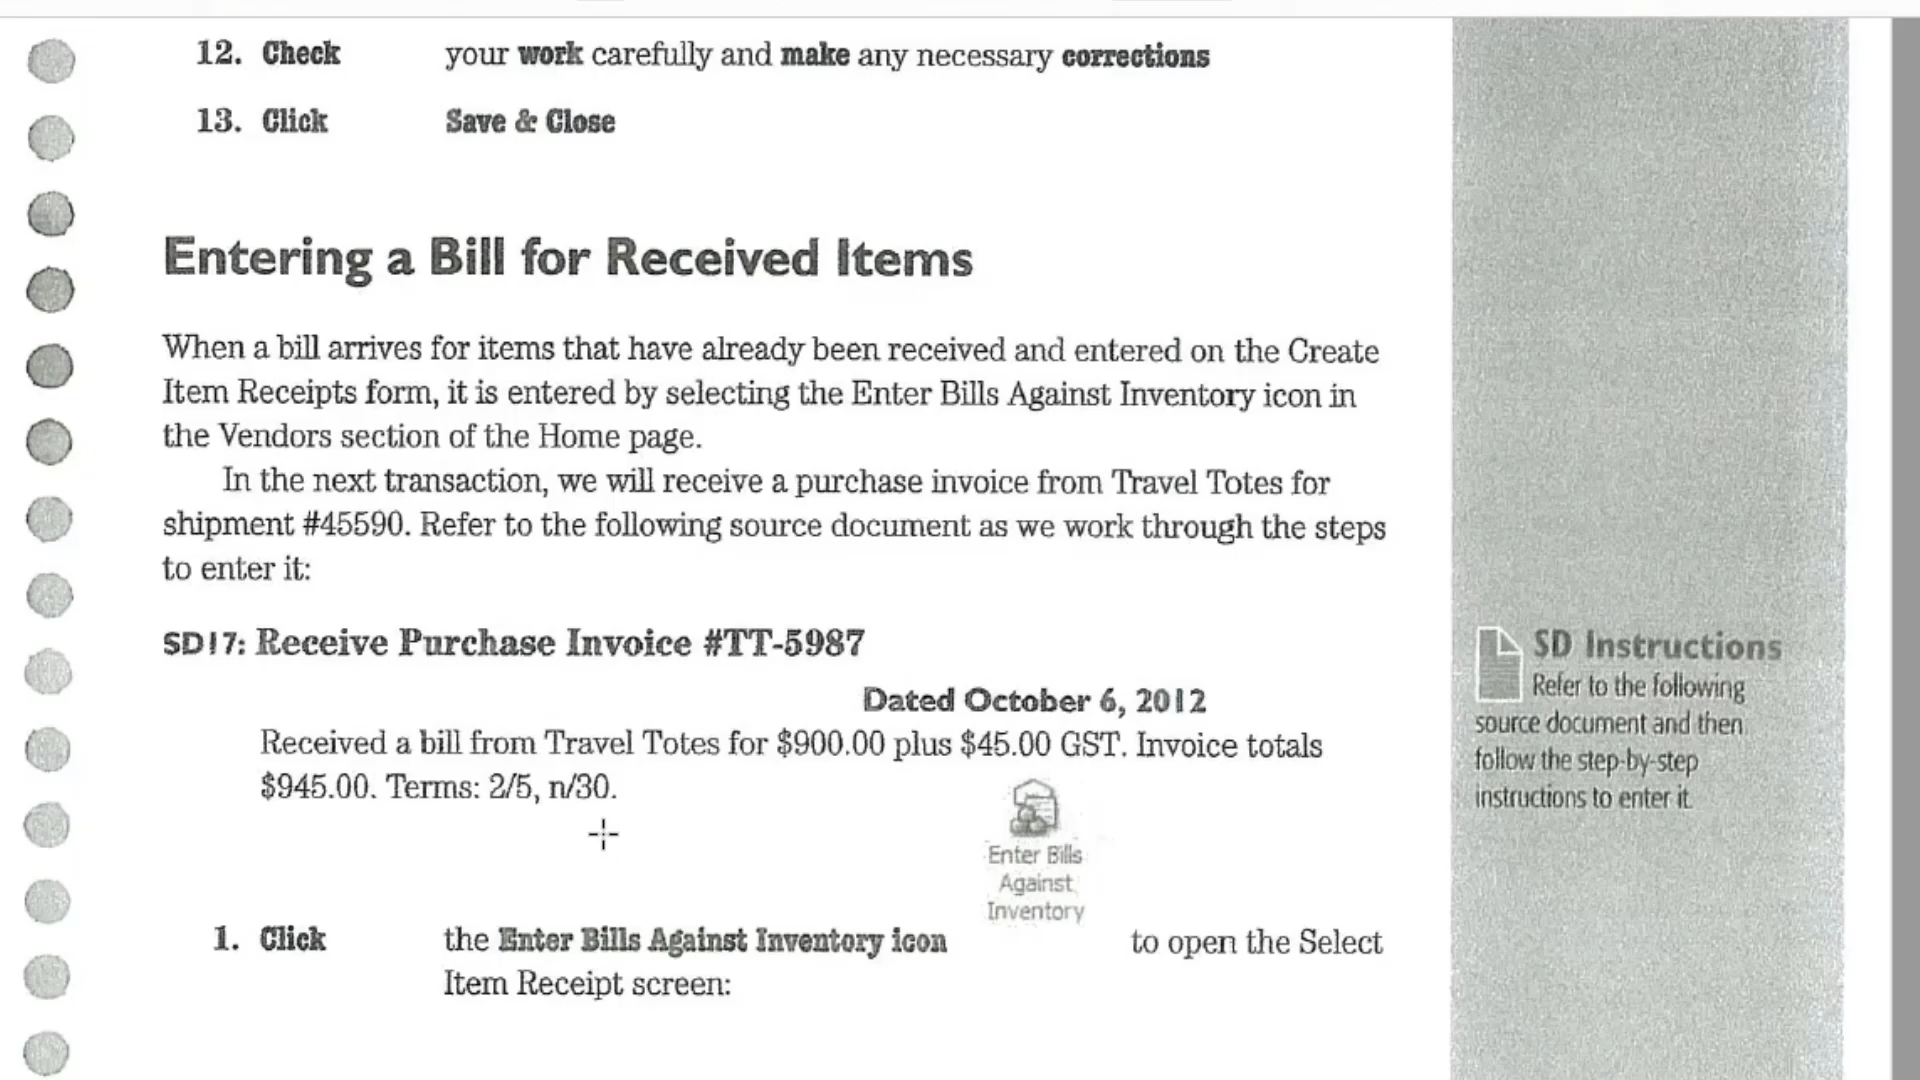 12. Check your work carefully and make any necessary corrections
13. Click Save & Close
Entering a Bill for Received Items
When a bill arrives for items that have already been received and entered on the Create
Item Receipts form, it is entered by selecting the Enter Bills Against Inventory icon in
the Vendors section of the Home page.
In the next transaction, we will receive a purchase invoice from Travel Totes for
shipment #45590. Refer to the following source document as we work through the steps
to enter it:
SD17: Receive Purchase Invoice #TT-5987
Dated October 6, 2012
Received a bill from Travel Totes for $900.00 plus $45.00 GST. Invoice totals
$945.00. Terms: 2/5, n/30.
Enter Bills
Against
Inventory
1. Click the Enter Bills Against Inventory icon to open the Select
Item Receipt screen:
SD Instructions
Refer to the following
source document and then
follow the step-by-step
instructions to enter it.